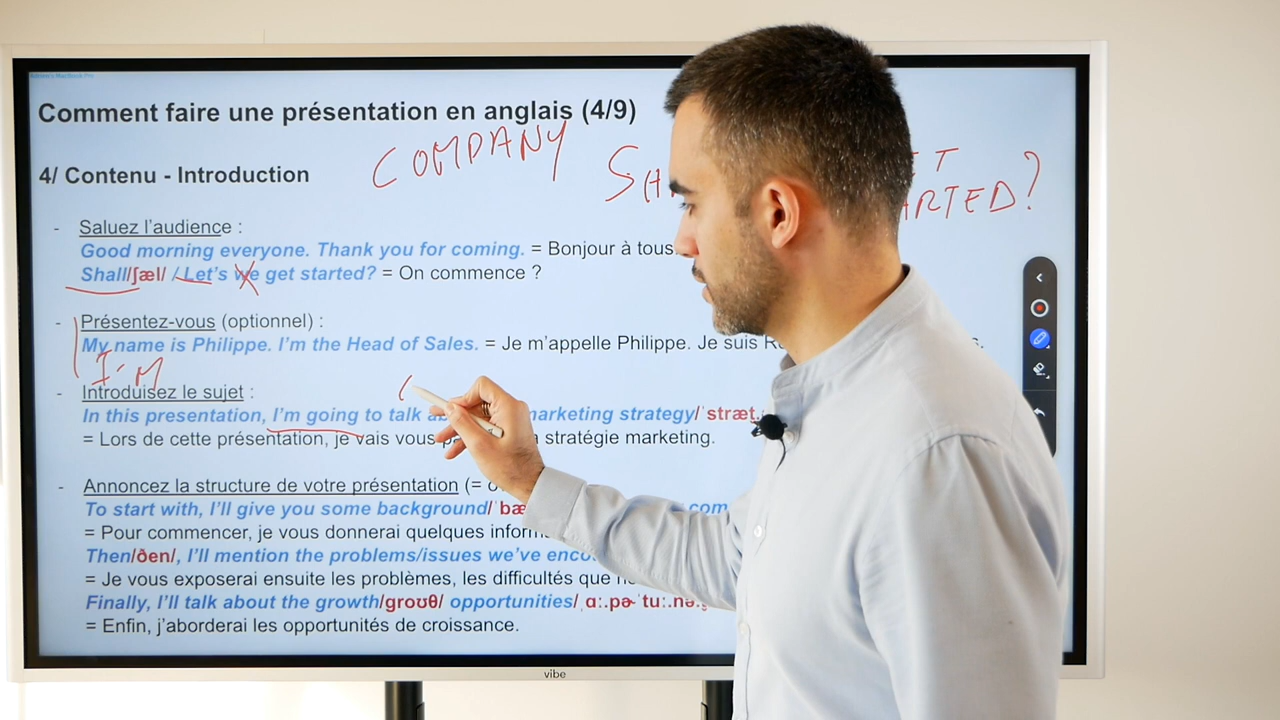 Comment faire une présentation en anglais (4/9)
COMPANY
4/ Contenu - Introduction
ARTED?
- Saluez l'audience :
Good morning everyone. Thank you for coming. = Bonjour à tous.
Shall/ʃæl/ / Let's we get started? = On commence ?
- Présentez-vous (optionnel) :
My name is Philippe. I'm the Head of Sales. = Je m'appelle Philippe. Je suis
I'M
- Introduisez le sujet :
In this presentation, I'm going to talk marketing strategy/ˈstræt.
= Lors de cette présentation, je vais vous stratégie marketing.
- Annoncez la structure de votre présentation (=
To start with, I'll give you some background/ˈbæ com
= Pour commencer, je vous donnerai quelques
Then/ðen/, I'll mention the problems/issues we've
= Je vous exposerai ensuite les problèmes, les difficultés que
Finally, I'll talk about the growth/groʊθ/ opportunities/ˌɑː.pɚˈtuː.nə.
= Enfin, j'aborderai les opportunités de croissance.
vibe